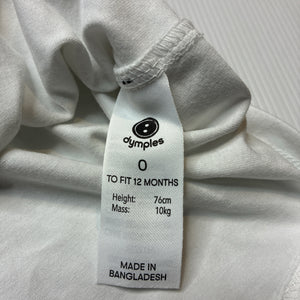 dymples
0
TO FIT 12 MONTHS
Height: 76cm
Mass: 10kg
MADE IN
BANGLADESH